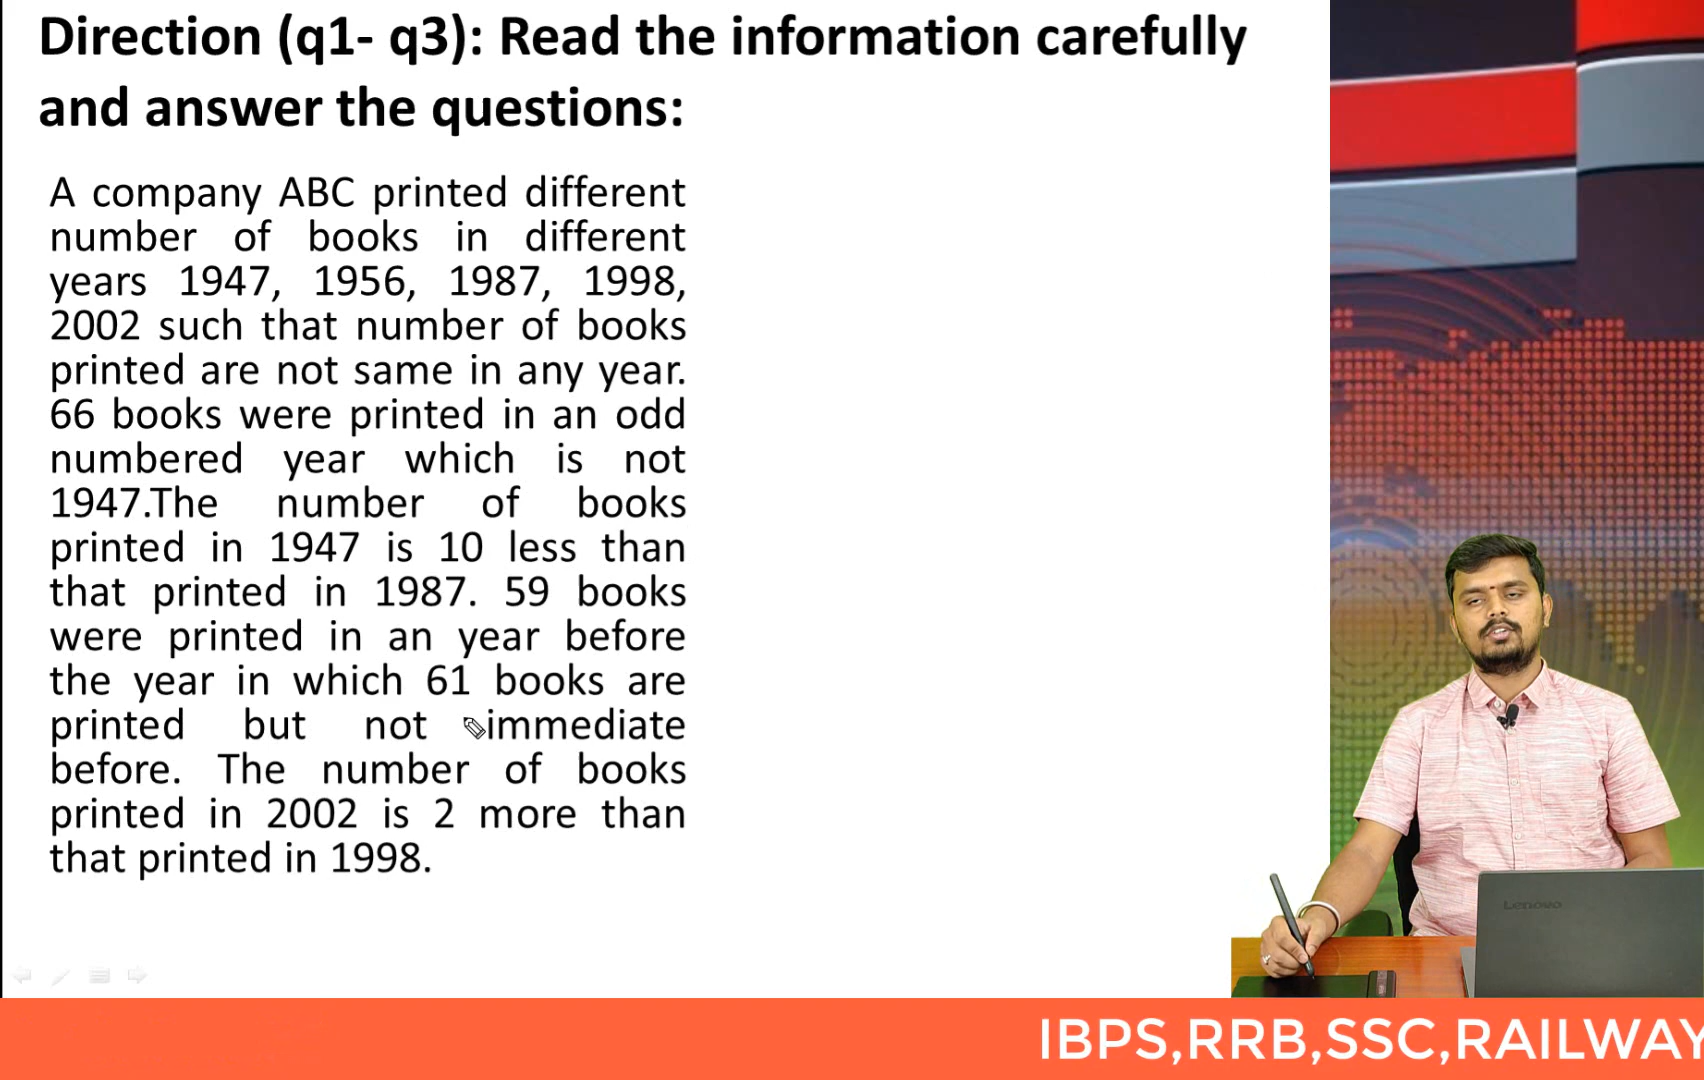 Direction (q1- q3): Read the information carefully
and answer the questions:
A company ABC printed different
number of books in different
years 1947, 1956, 1987, 1998,
2002 such that number of books
printed are not same in any year.
66 books were printed in an odd
numbered year which is not
1947.The number of books
printed in 1947 is 10 less than
that printed in 1987. 59 books
were printed in an year before
the year in which 61 books are
printed but not immediate
before. The number of books
printed in 2002 is 2 more than
that printed in 1998.
Lenovo
IBPS,RRB,SSC,RAILWAY